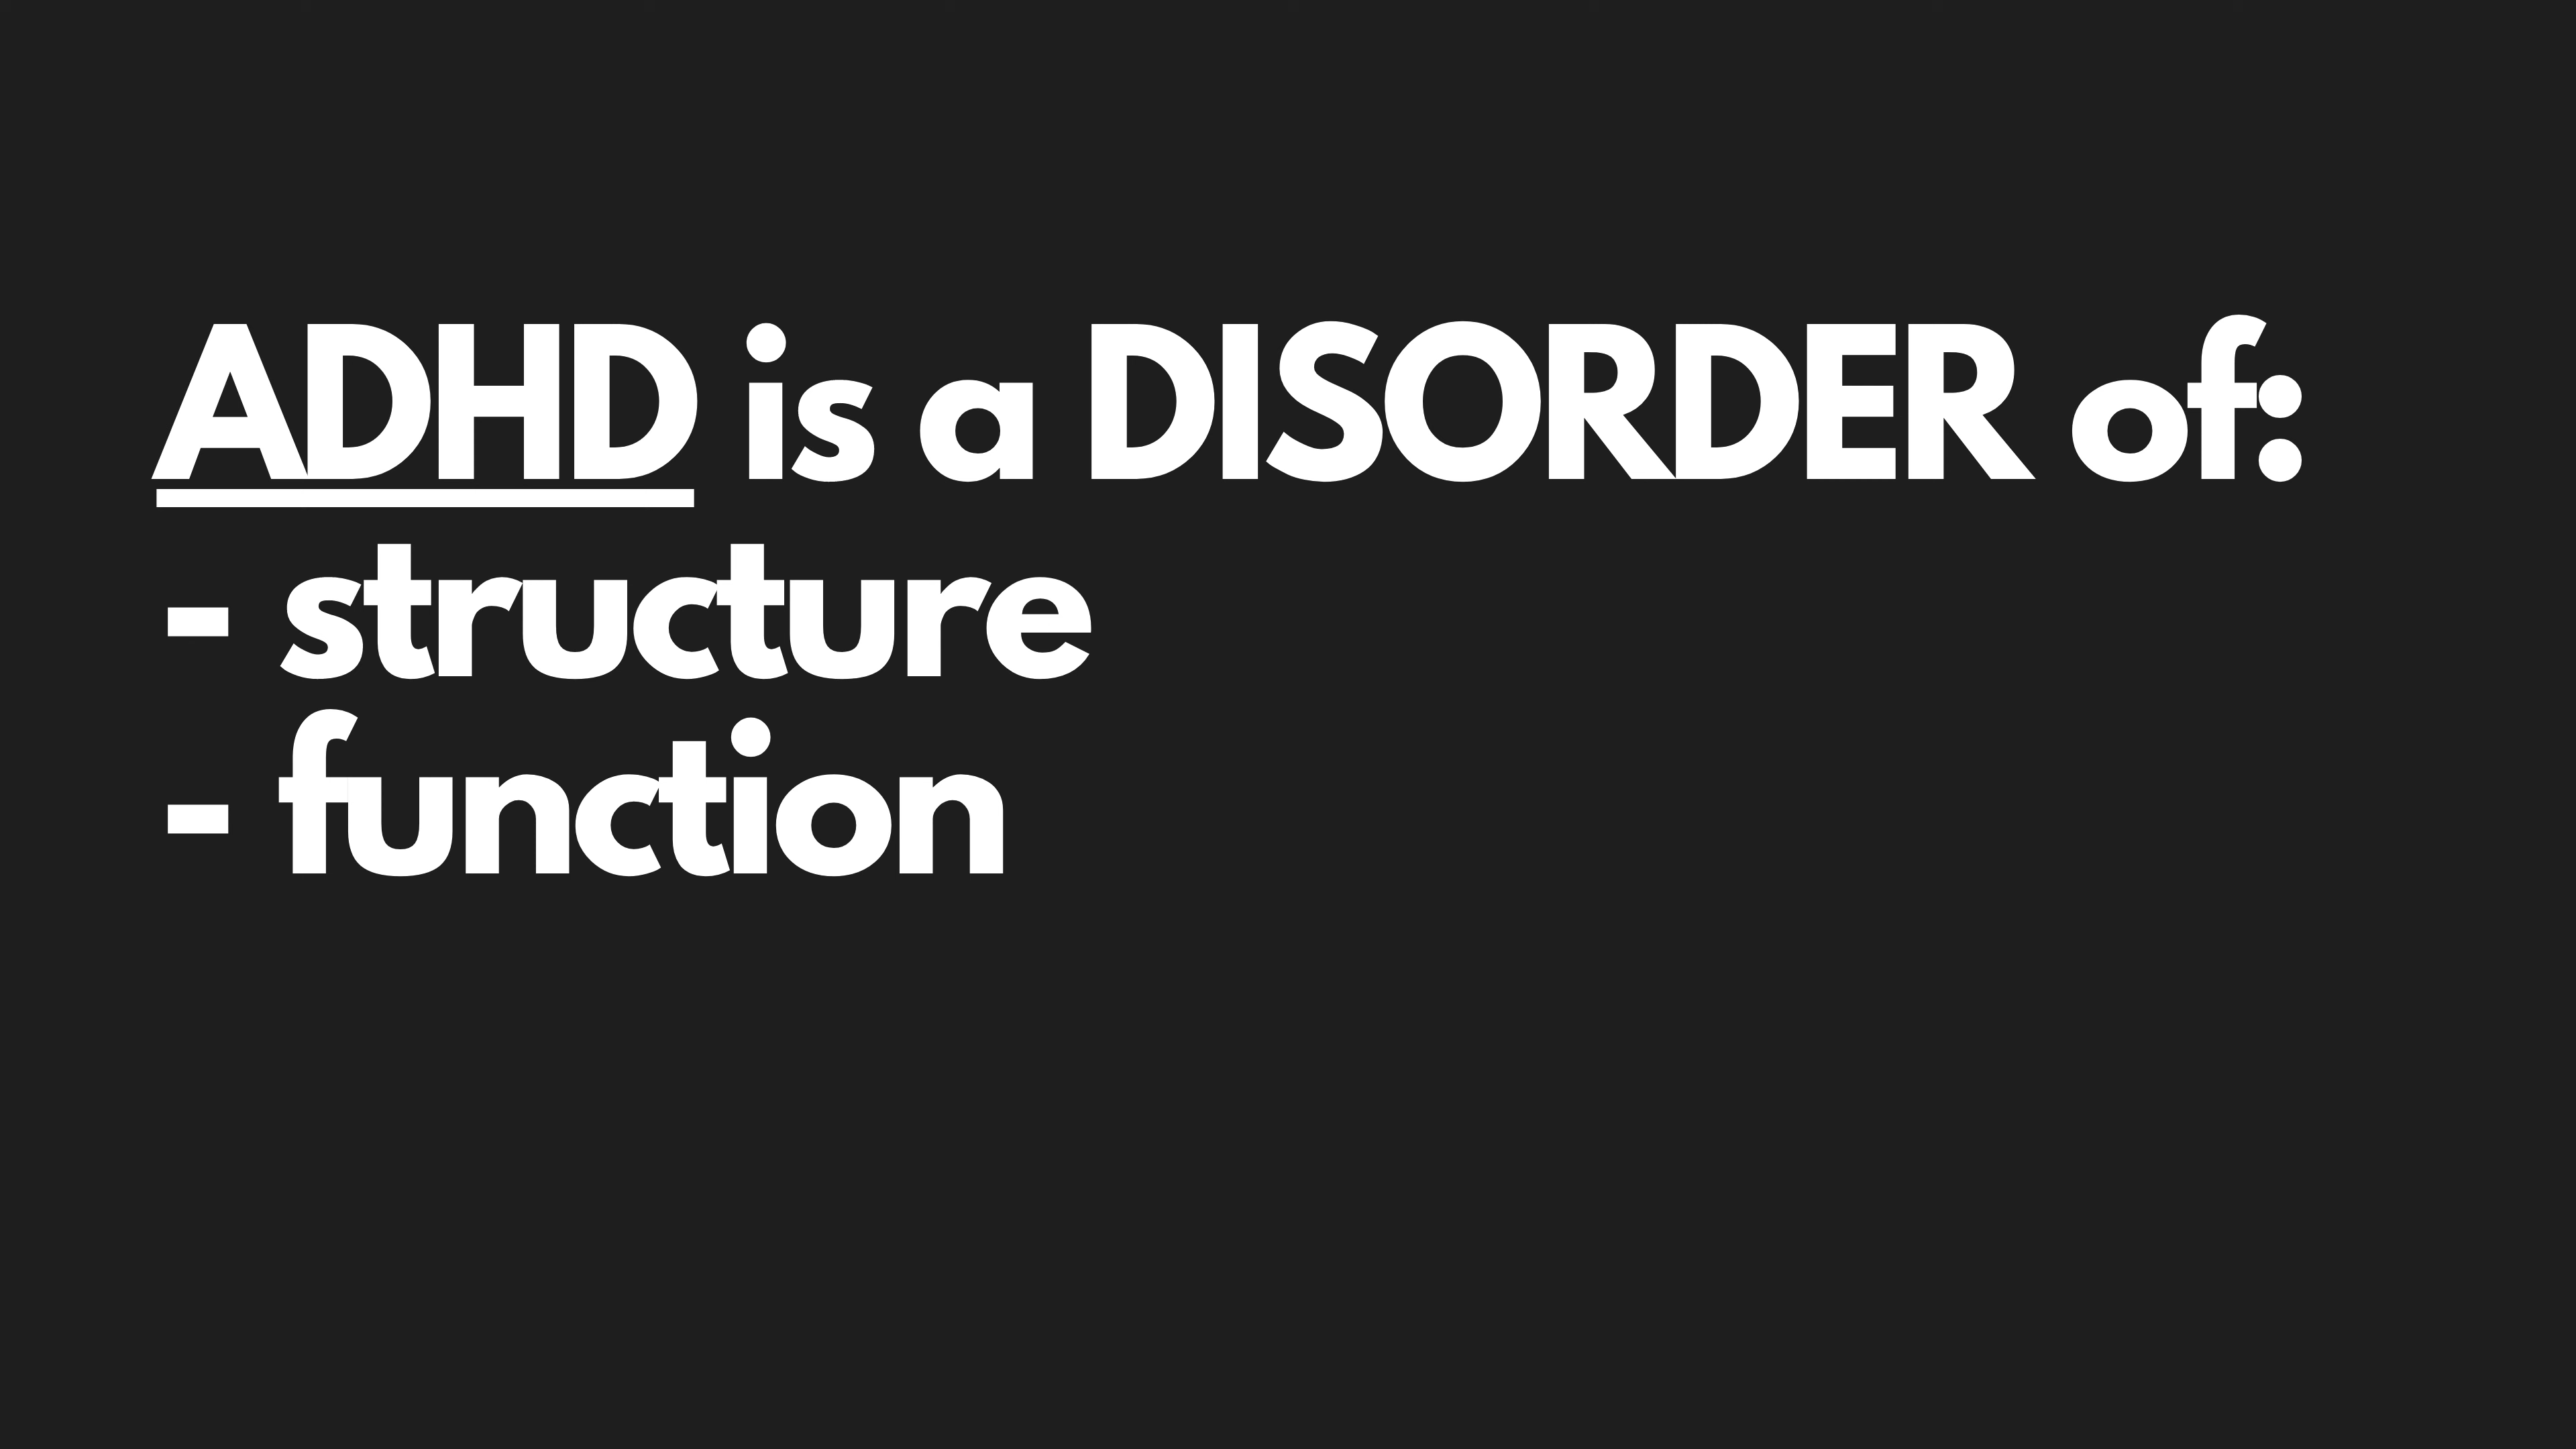 ADHD is a DISORDER of:
- structure
- function